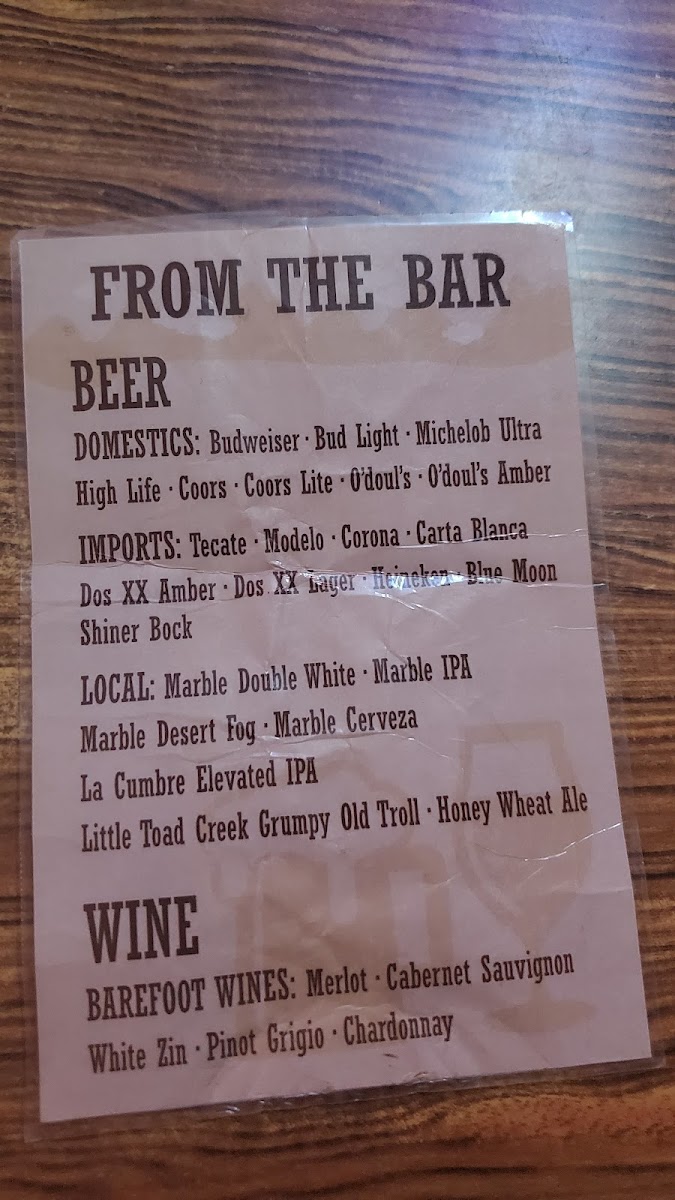 FROM THE BAR
BEER
DOMESTICS: Budweiser · Bud Light · Michelob Ultra
High Life · Coors · Coors Lite · O'doul's · O'doul's Amber
IMPORTS: Tecate · Modelo · Corona · Carta Blanca
Dos XX Amber · Dos XX Lager · Heineken · Blue Moon
Shiner Bock
LOCAL: Marble Double White · Marble IPA
Marble Desert Fog · Marble Cerveza
La Cumbre Elevated IPA
Little Toad Creek Grumpy Old Troll · Honey Wheat Ale
WINE
BAREFOOT WINES: Merlot · Cabernet Sauvignon
White Zin · Pinot Grigio · Chardonnay